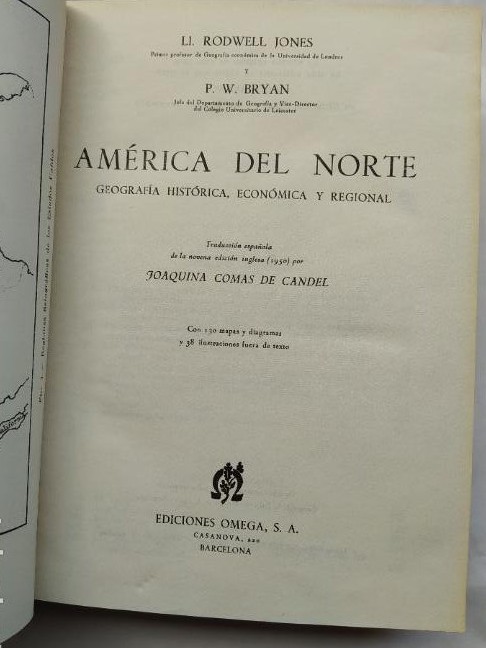 Ll. RODWELL JONES
Primer profesor de Geografía económica de la Universidad de Londres
Y
P. W. BRYAN
Jefe del Departamento de Geografía y Vice-Director
del Colegio Universitario de Leicester
AMÉRICA DEL NORTE
GEOGRAFÍA HISTÓRICA, ECONÓMICA Y REGIONAL
Traducción española
de la novena edición inglesa (1950) por
JOAQUINA COMAS DE CANDEL
Con 130 mapas y diagramas
y 38 ilustraciones fuera de texto
EDICIONES OMEGA, S. A.
CASANOVA, 220
BARCELONA